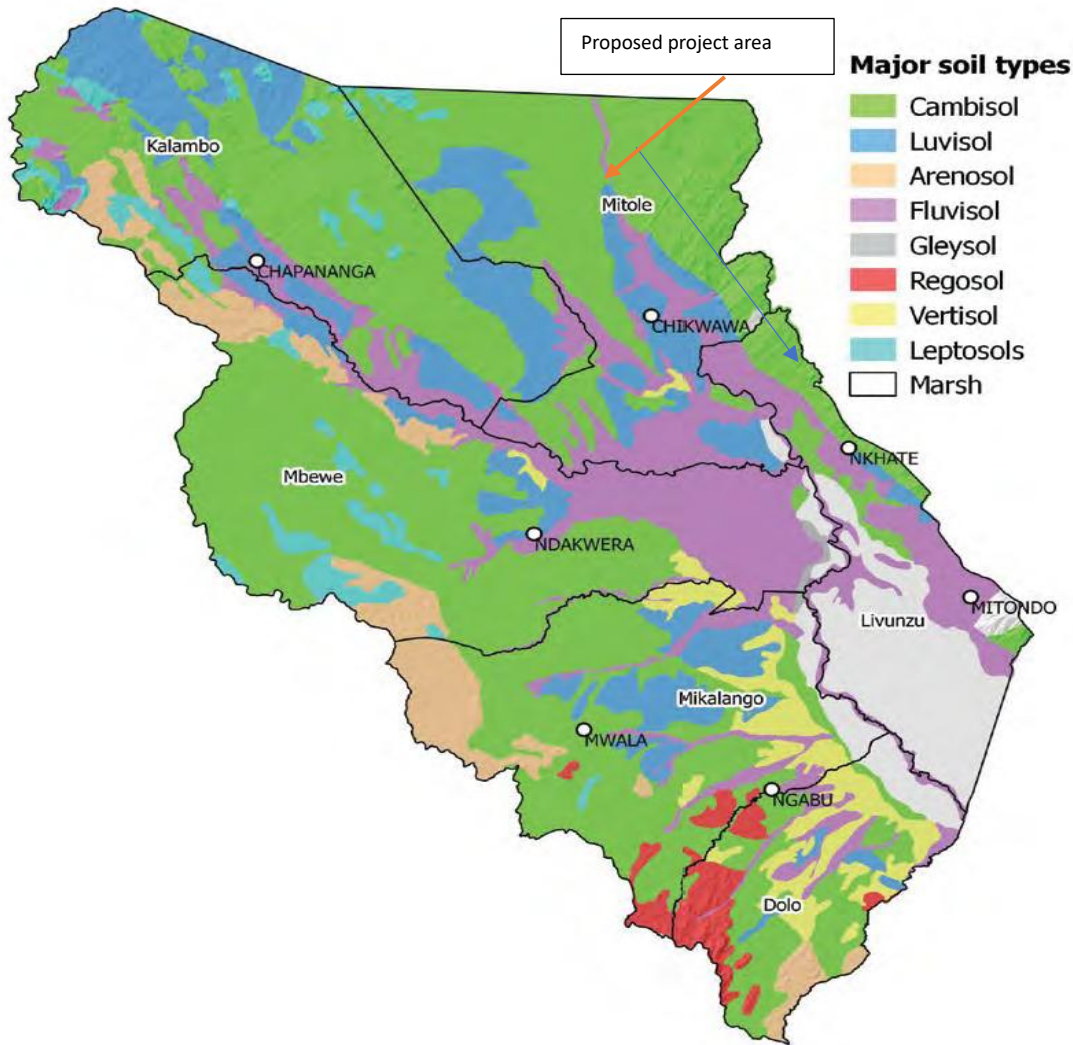 Proposed project area
Major soil types
Cambisol
Luvisol
Arenosol
Fluvisol
Gleysol
Regosol
Vertisol
Leptosols
Marsh
Kalambo
Mitole
CHAPANANGA
CHIKWAWA
NKHATE
Mbewe
NDAKWERA
MITONDO
Livunzu
Mikalango
MWALA
NGABU
Dolo